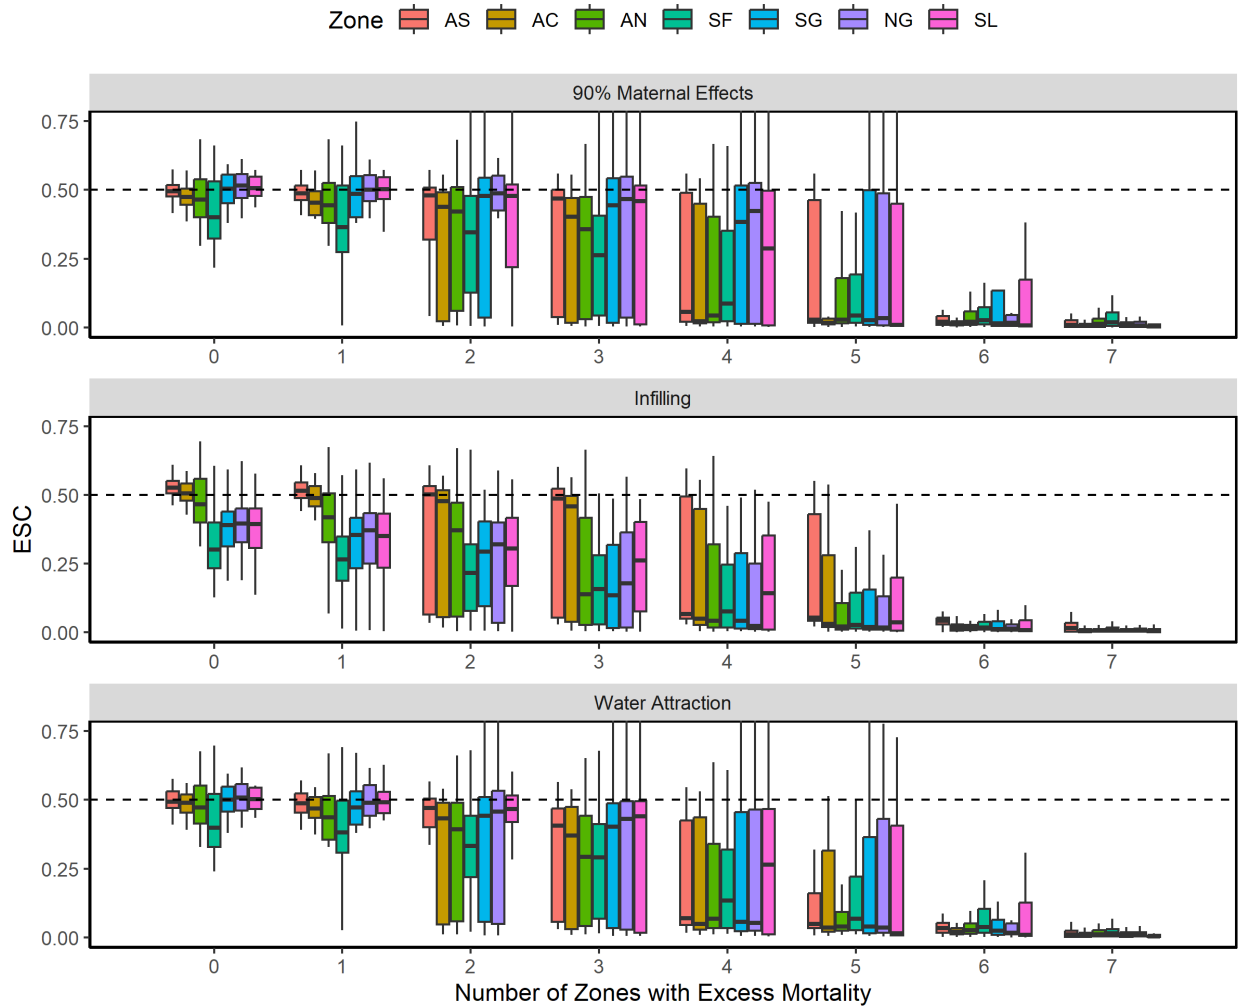 Zone AS AC AN SF SG NG SL
90% Maternal Effects
0.75
0.50
0.25
0.00
0 1 2 3 4 5 6 7
Infilling
0.75
0.50
0.25
0.00
0 1 2 3 4 5 6 7
ESC
Water Attraction
0.75
0.50
0.25
0.00
0 1 2 3 4 5 6 7
Number of Zones with Excess Mortality